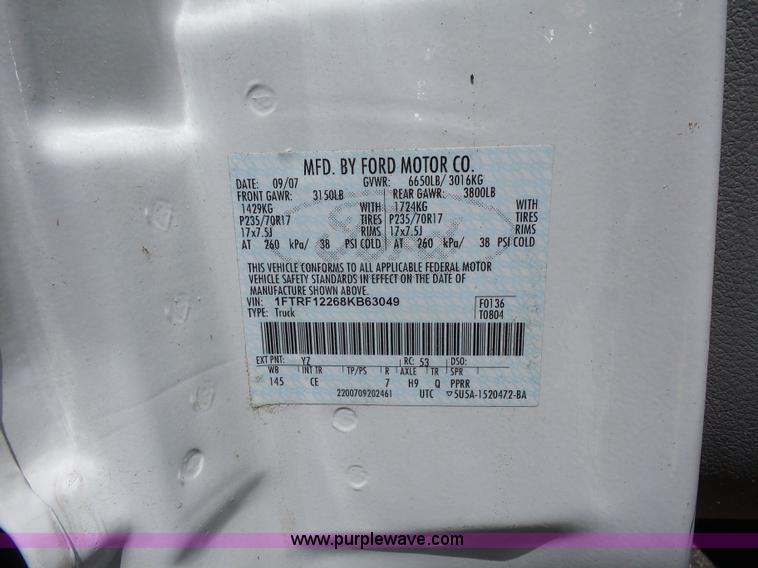 MFD. BY FORD MOTOR CO.
DATE: 09/07 GVWR: 6650LB/ 3016KG
FRONT GAWR: 3150LB REAR GAWR: 3800LB
1429KG WITH 1724KG WITH
P235/70R17 TIRES P235/70R17 TIRES
17x7.5J RIMS 17x7.5J RIMS
AT 260 kPa/ 38 PSI COLD AT 260 kPa/ 38 PSI COLD
THIS VEHICLE CONFORMS TO ALL APPLICABLE FEDERAL MOTOR
VEHICLE SAFETY STANDARDS IN EFFECT ON THE DATE OF
MANUFACTURE SHOWN ABOVE.
VIN: 1FTRF12268KB63049 F0136
TYPE: Truck T0804
EXT PNT: YZ RC: 53 DSO:
WB INT TR TP/PS R AXLE TR SPR
145 CE 7 H9 Q PPRR
2200709202461 UTC ▽5U5A-1520472-BA
www.purplewave.com